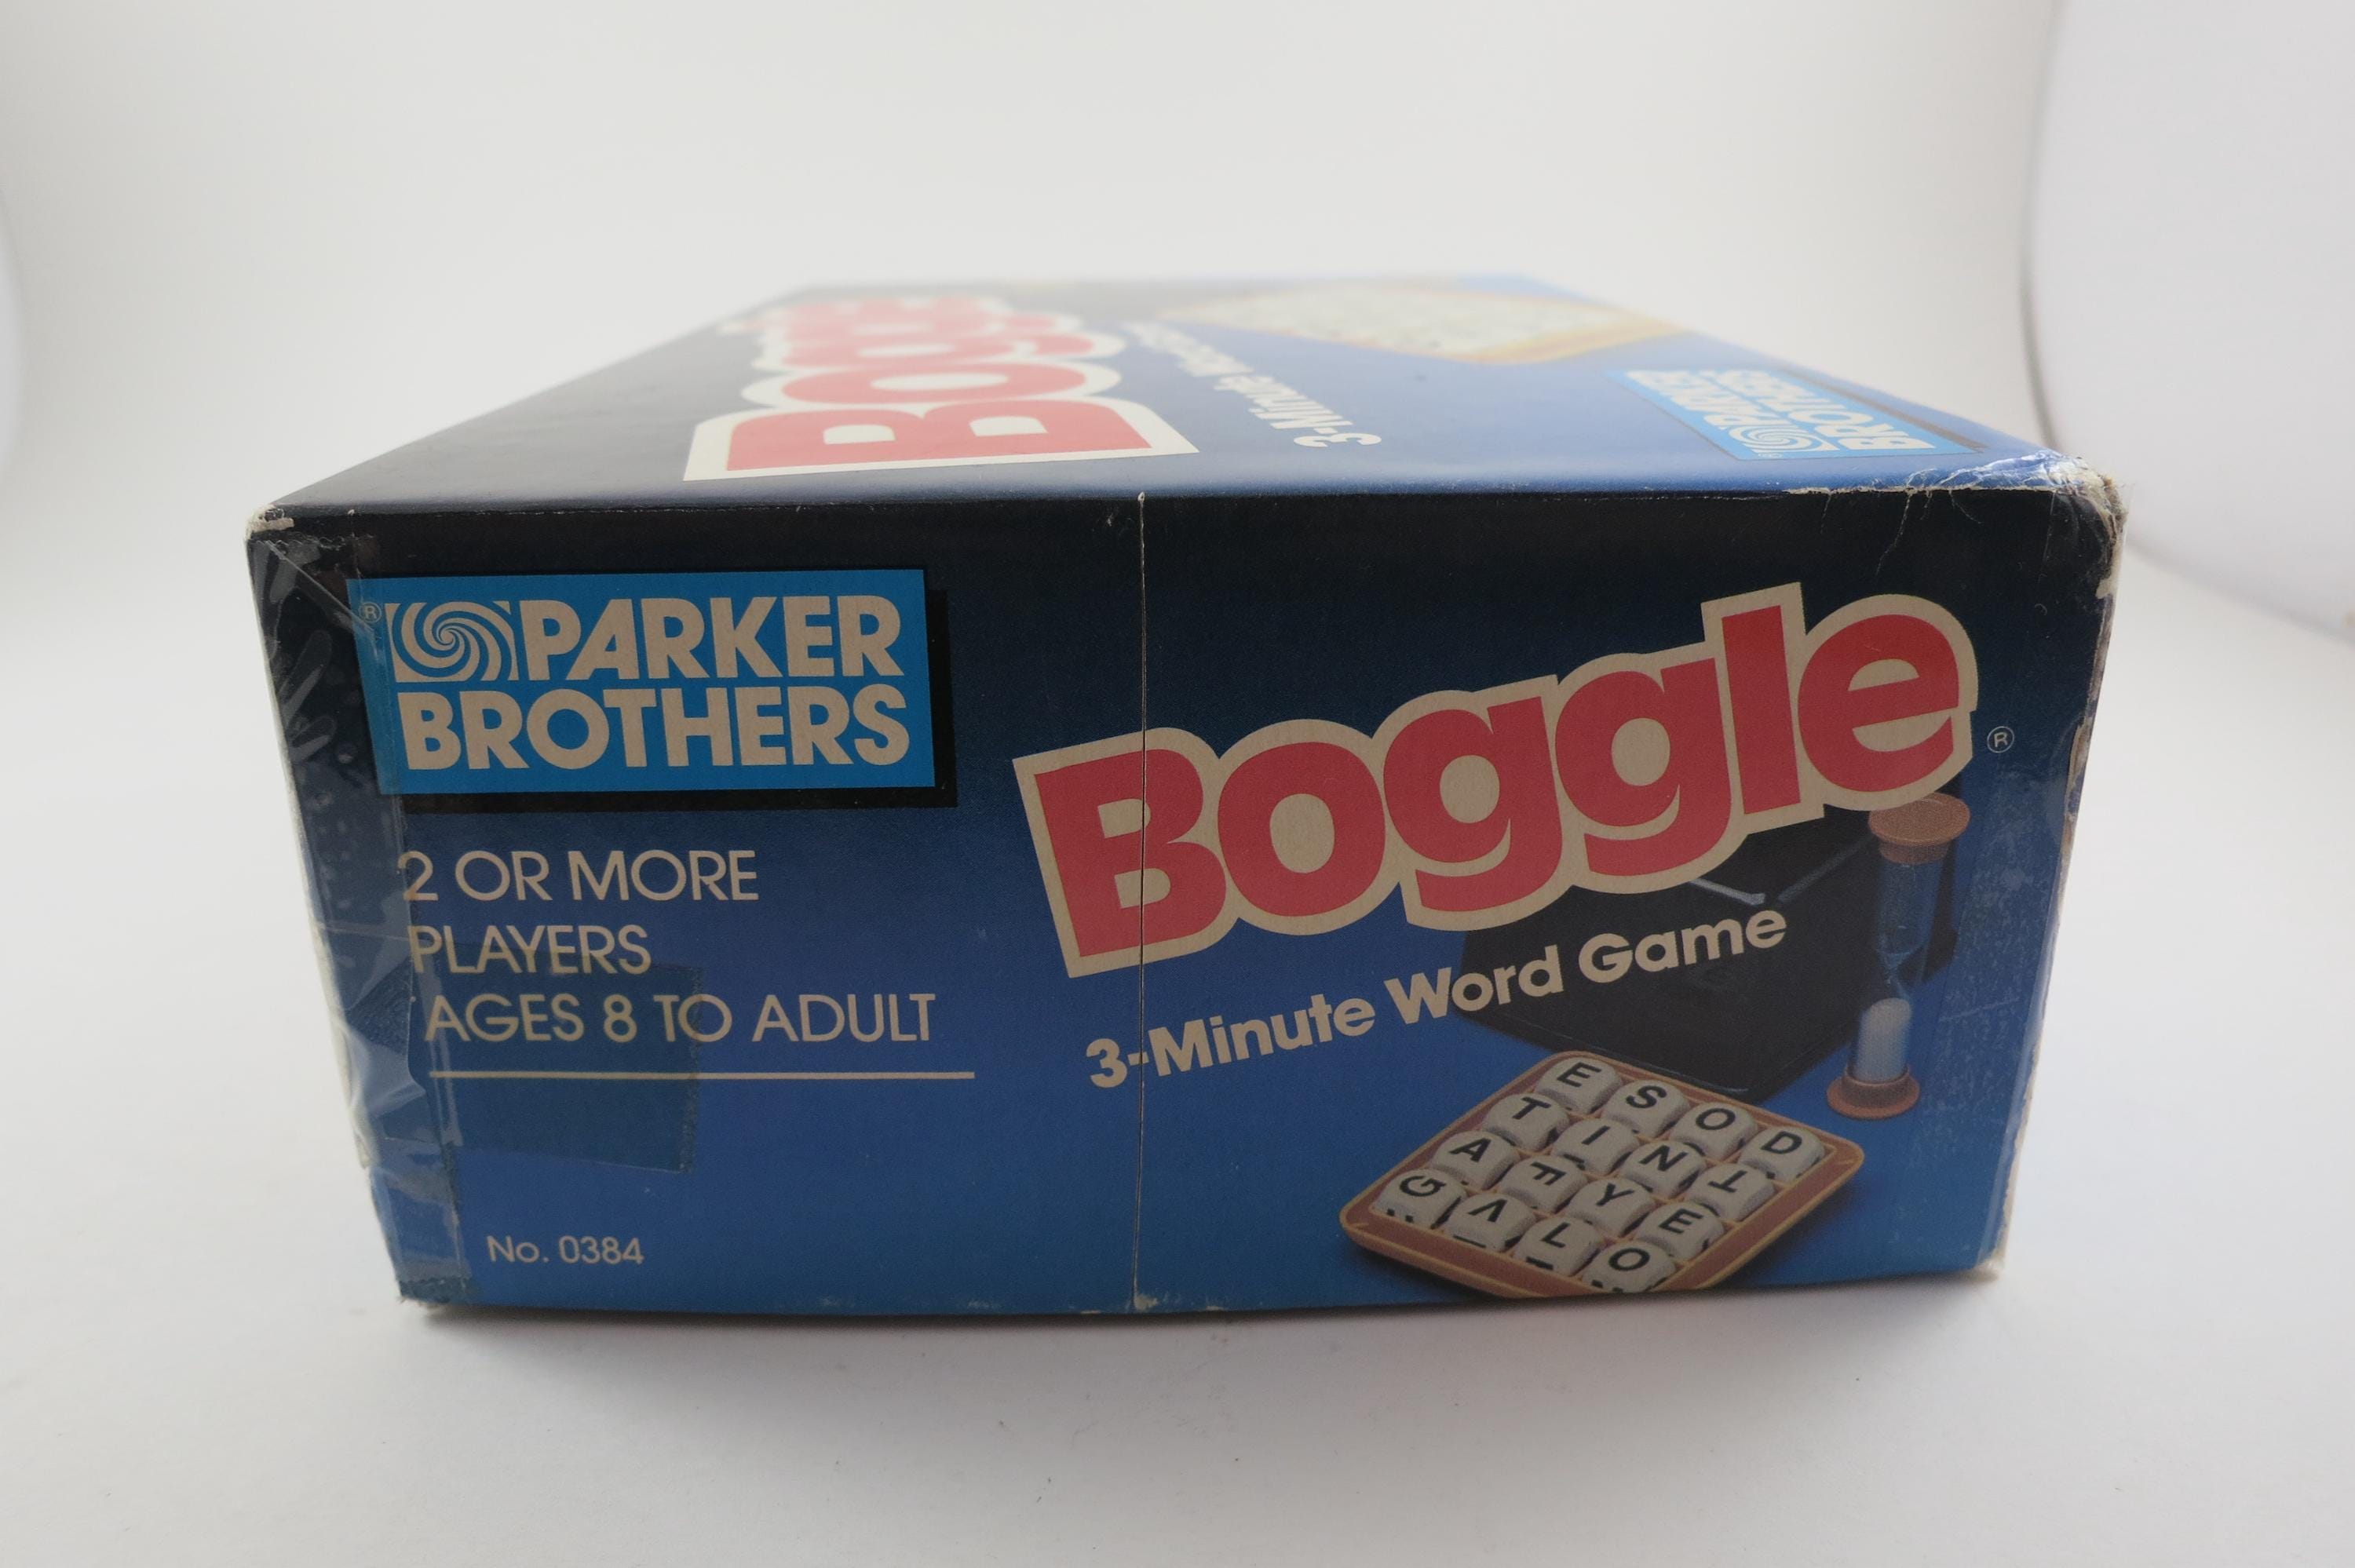 Boggle
3-Minute Word Game
PARKER
BROTHERS
® PARKER
BROTHERS
2 OR MORE
PLAYERS
AGES 8 TO ADULT
No. 0384
Boggle®
3-Minute Word Game
E S O D
T I N T
A F Y E
G V L O